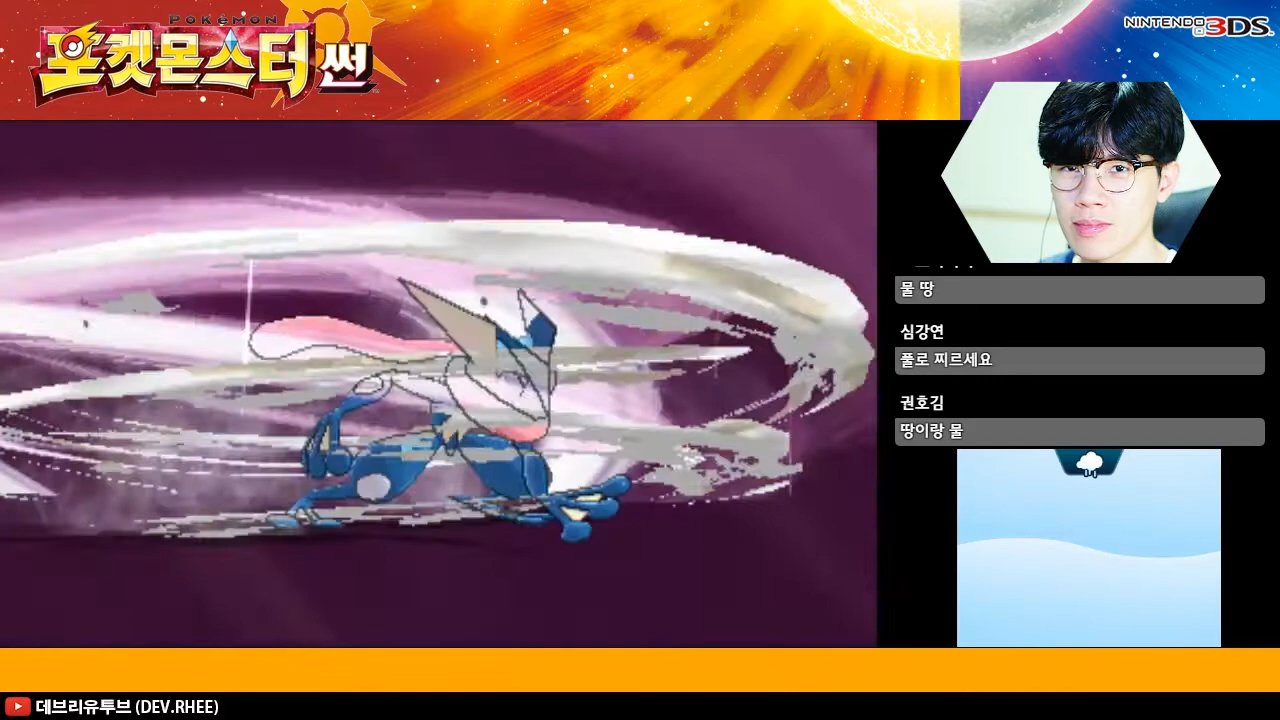 POKéMON
포켓몬스터 썬
NINTENDO 3DS
물 땅
심강연
풀로 찌르세요
권호김
땅이랑 물
데브리유투브 (DEV.RHEE)